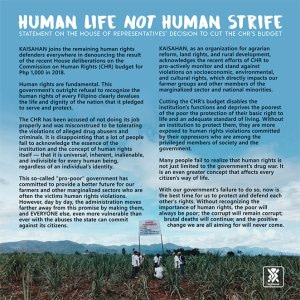 HUMAN LIFE NOT HUMAN STRIFE
STATEMENT ON THE HOUSE OF REPRESENTATIVES' DECISION TO CUT THE CHR'S BUDGET
KAISAHAN joins the remaining human rights
defenders everywhere in denouncing the result
of the recent House deliberations on the
Commission on Human Rights (CHR) budget for
Php 1,000 in 2018.
Human rights are fundamental. This
government's outright refusal to recognize the
human rights of every Filipino clearly devalues
the life and dignity of the nation that it pledged
to serve and protect.
The CHR has been accused of not doing its job
properly and was misconstrued to be tolerating
the violations of alleged drug abusers and
criminals. It is disappointing that a lot of people
fail to acknowledge the essence of the
institution and the concept of human rights
itself — that it is universal, inherent, inalienable,
and indivisible for every human being,
regardless of an individual's identity.
This so-called "pro-poor" government has
committed to provide a better future for our
farmers and other marginalized sectors who are
often the victims human rights violations.
However, day by day, the administration moves
farther away from this promise by making them,
and EVERYONE else, even more vulnerable than
ever with the abuses the state can commit
against its citizens.
KAISAHAN, as an organization for agrarian
reform, land rights, and rural development,
acknowledges the recent efforts of CHR to
pro-actively monitor and stand against
violations on socioeconomic, environmental,
and cultural rights, which directly impacts our
farmer groups and other members of the
marginalized sector and national minorities.
Cutting the CHR's budget disables the
institution's functions and deprives the poorest
of the poor the protection of their basic right to
life and an adequate standard of living. Without
an institution to protect them, they are more
exposed to human rights violations committed
by their oppressors who are among the
privileged members of society and the
government.
Many people fail to realize that human rights is
not just limited to the government's drug war. It
is an even greater concept that affects every
citizen's way of life.
With our government's failure to do so, now is
the best time for us to protect and defend each
other's rights. Without recognizing the
importance of human rights, the poor will
always be poor; the corrupt will remain corrupt;
brutal deaths will continue; and the positive
change we are all aiming for will never come.